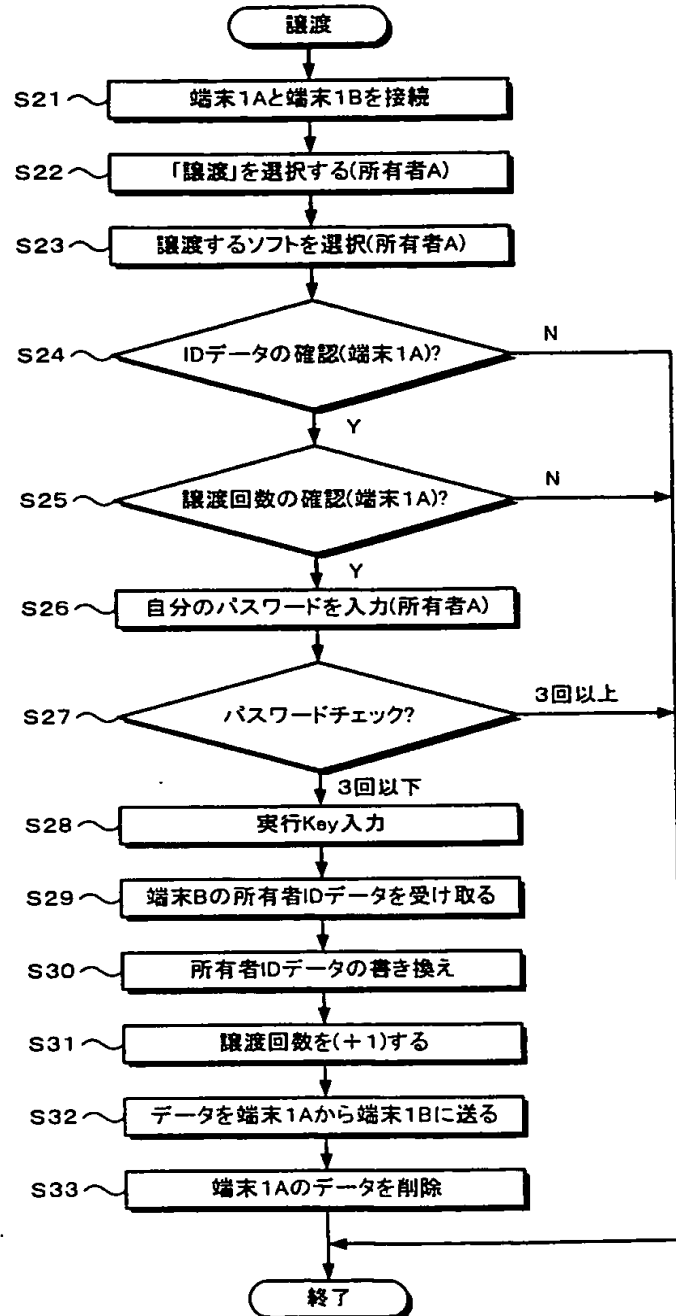 譲渡
S21 端末1Aと端末1Bを接続
S22 「譲渡」を選択する(所有者A)
S23 譲渡するソフトを選択(所有者A)
S24 IDデータの確認(端末1A)? N
Y
S25 譲渡回数の確認(端末1A)? N
Y
S26 自分のパスワードを入力(所有者A)
S27 パスワードチェック? 3回以上
3回以下
S28 実行Key入力
S29 端末Bの所有者IDデータを受け取る
S30 所有者IDデータの書き換え
S31 譲渡回数を(+1)する
S32 データを端末1Aから端末1Bに送る
S33 端末1Aのデータを削除
終了